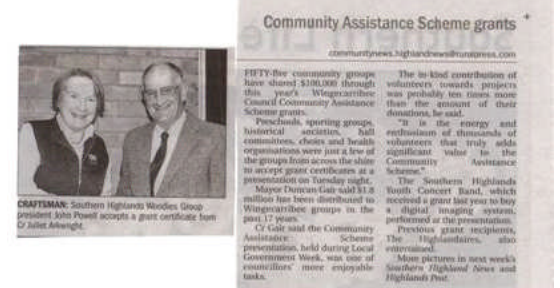 Community Assistance Scheme grants
communitynews.highlandnews@ruralpress.com
FIFTY-five community groups
have shared $100,000 through
this year's Wingecarribee
Council Community Assistance
Scheme grants.
Preschools, sporting groups,
historical societies, hall
committees, choirs and health
organisations were just a few of
the groups from across the shire
to accept grant certificates at a
presentation on Tuesday night.
Mayor Duncan Gair said $1.8
million has been distributed to
Wingecarribee groups in the
past 17 years.
Cr Gair said the Community
Assistance Scheme
presentation, held during Local
Government Week, was one of
councillors' more enjoyable
tasks.
The in-kind contribution of
volunteers towards projects
was probably ten times more
than the amount of their
donations, he said.
"It is the energy and
enthusiasm of thousands of
volunteers that truly adds
significant value to the
Community Assistance
Scheme."
The Southern Highlands
Youth Concert Band, which
received a grant last year to buy
a digital imaging system,
performed at the presentation.
Previous grant recipients,
The Highlandaires, also
entertained.
More pictures in next week's
Southern Highland News and
Highlands Post.
CRAFTSMAN: Southern Highlands Woodies Group
president John Powell accepts a grant certificate from
Cr Juliet Arkwright.